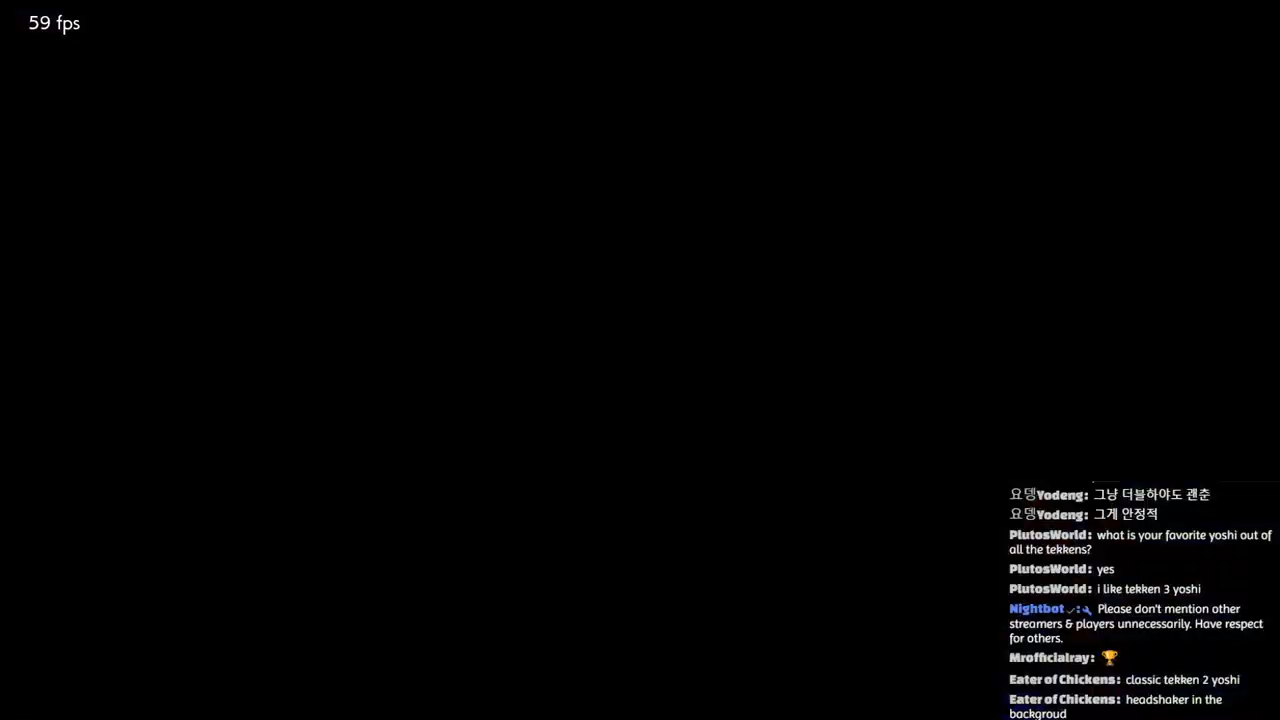 59 fps
요뎅Yodeng: 그냥 더블하야도 괜춘
요뎅Yodeng: 그게 안정적
PlutosWorld: what is your favorite yoshi out of
all the tekkens?
PlutosWorld: yes
PlutosWorld: i like tekken 3 yoshi
Nightbot: Please don't mention other
streamers & players unnecessarily. Have respect
for others.
Mrofficialray: 🏆
Eater of Chickens: classic tekken 2 yoshi
Eater of Chickens: headshaker in the
backgroud